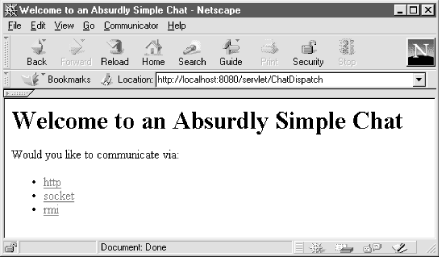 Welcome to an Absurdly Simple Chat - Netscape
File Edit View Go Communicator Help
Back Forward Reload Home Search Guide Print Security Stop N
Bookmarks Location: http://localhost:8080/servlet/ChatDispatch
Welcome to an Absurdly Simple Chat
Would you like to communicate via:
• http
• socket
• rmi
Document: Done